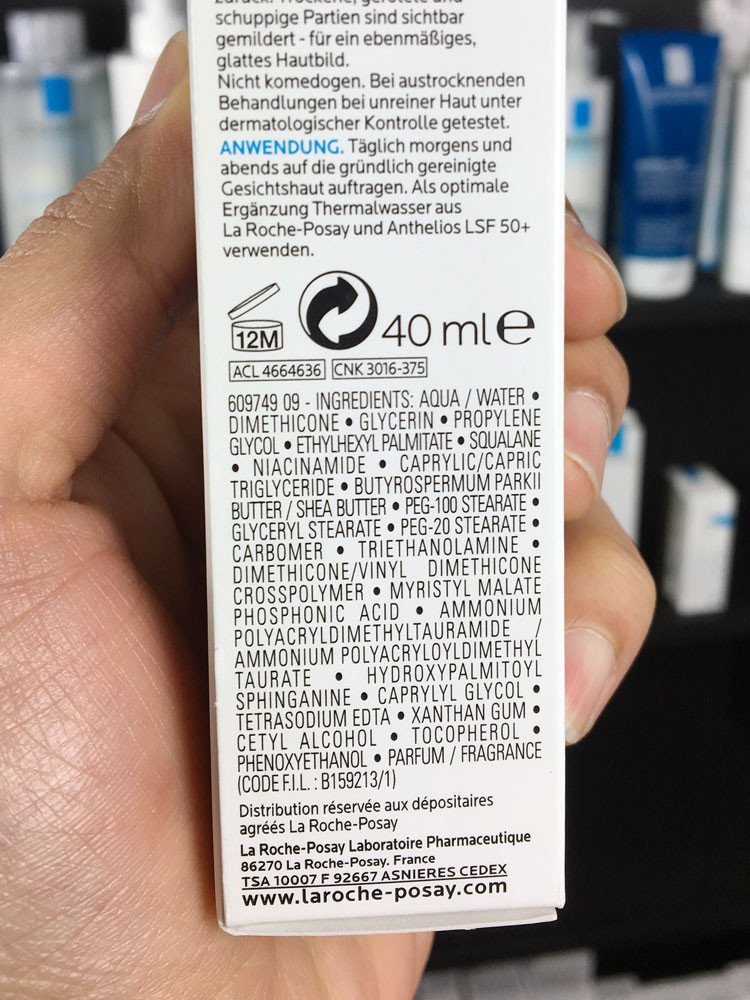 zurück. Trockene, gerötete und
schuppige Partien sind sichtbar
gemildert - für ein ebenmäßiges,
glattes Hautbild.
Nicht komedogen. Bei austrocknenden
Behandlungen bei unreiner Haut unter
dermatologischer Kontrolle getestet.
ANWENDUNG. Täglich morgens und
abends auf die gründlich gereinigte
Gesichtshaut auftragen. Als optimale
Ergänzung Thermalwasser aus
La Roche-Posay und Anthelios LSF 50+
verwenden.
12M 40 ml e
ACL 4664636 CNK 3016-375
609749 09 - INGREDIENTS: AQUA / WATER •
DIMETHICONE • GLYCERIN • PROPYLENE
GLYCOL • ETHYLHEXYL PALMITATE • SQUALANE
• NIACINAMIDE • CAPRYLIC/CAPRIC
TRIGLYCERIDE • BUTYROSPERMUM PARKII
BUTTER / SHEA BUTTER • PEG-100 STEARATE •
GLYCERYL STEARATE • PEG-20 STEARATE •
CARBOMER • TRIETHANOLAMINE •
DIMETHICONE/VINYL DIMETHICONE
CROSSPOLYMER • MYRISTYL MALATE
PHOSPHONIC ACID • AMMONIUM
POLYACRYLDIMETHYLTAURAMIDE /
AMMONIUM POLYACRYLOYLDIMETHYL
TAURATE • HYDROXYPALMITOYL
SPHINGANINE • CAPRYLYL GLYCOL •
TETRASODIUM EDTA • XANTHAN GUM •
CETYL ALCOHOL • TOCOPHEROL •
PHENOXYETHANOL • PARFUM / FRAGRANCE
(CODE F.I.L. : B159213/1)
Distribution réservée aux dépositaires
agréés La Roche-Posay
La Roche-Posay Laboratoire Pharmaceutique
86270 La Roche-Posay. France
TSA 10007 F 92667 ASNIERES CEDEX
www.laroche-posay.com